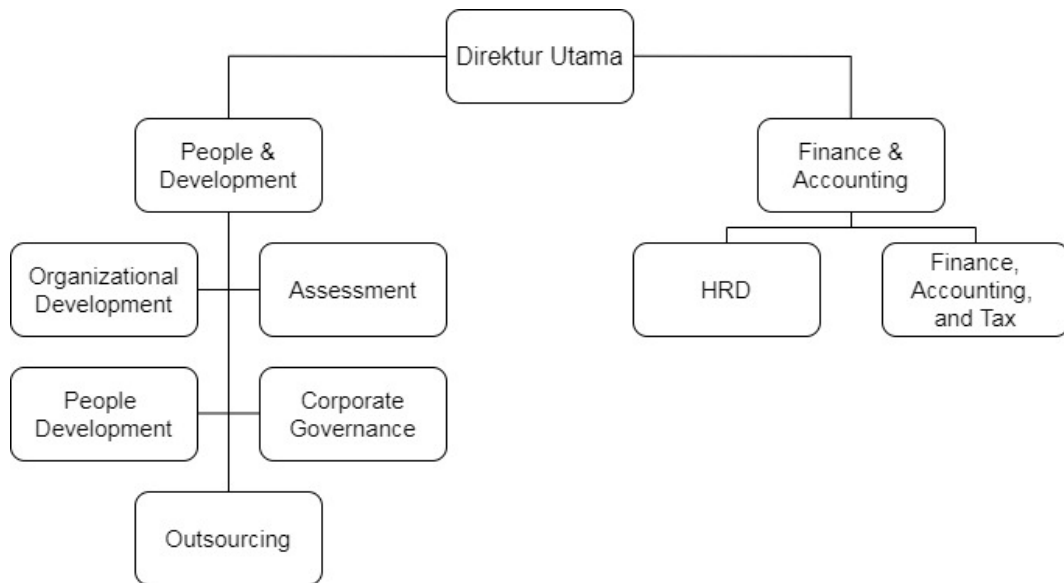 Direktur Utama
People &
Development
Finance &
Accounting
Organizational
Development
Assessment
HRD
Finance,
Accounting,
and Tax
People
Development
Corporate
Governance
Outsourcing